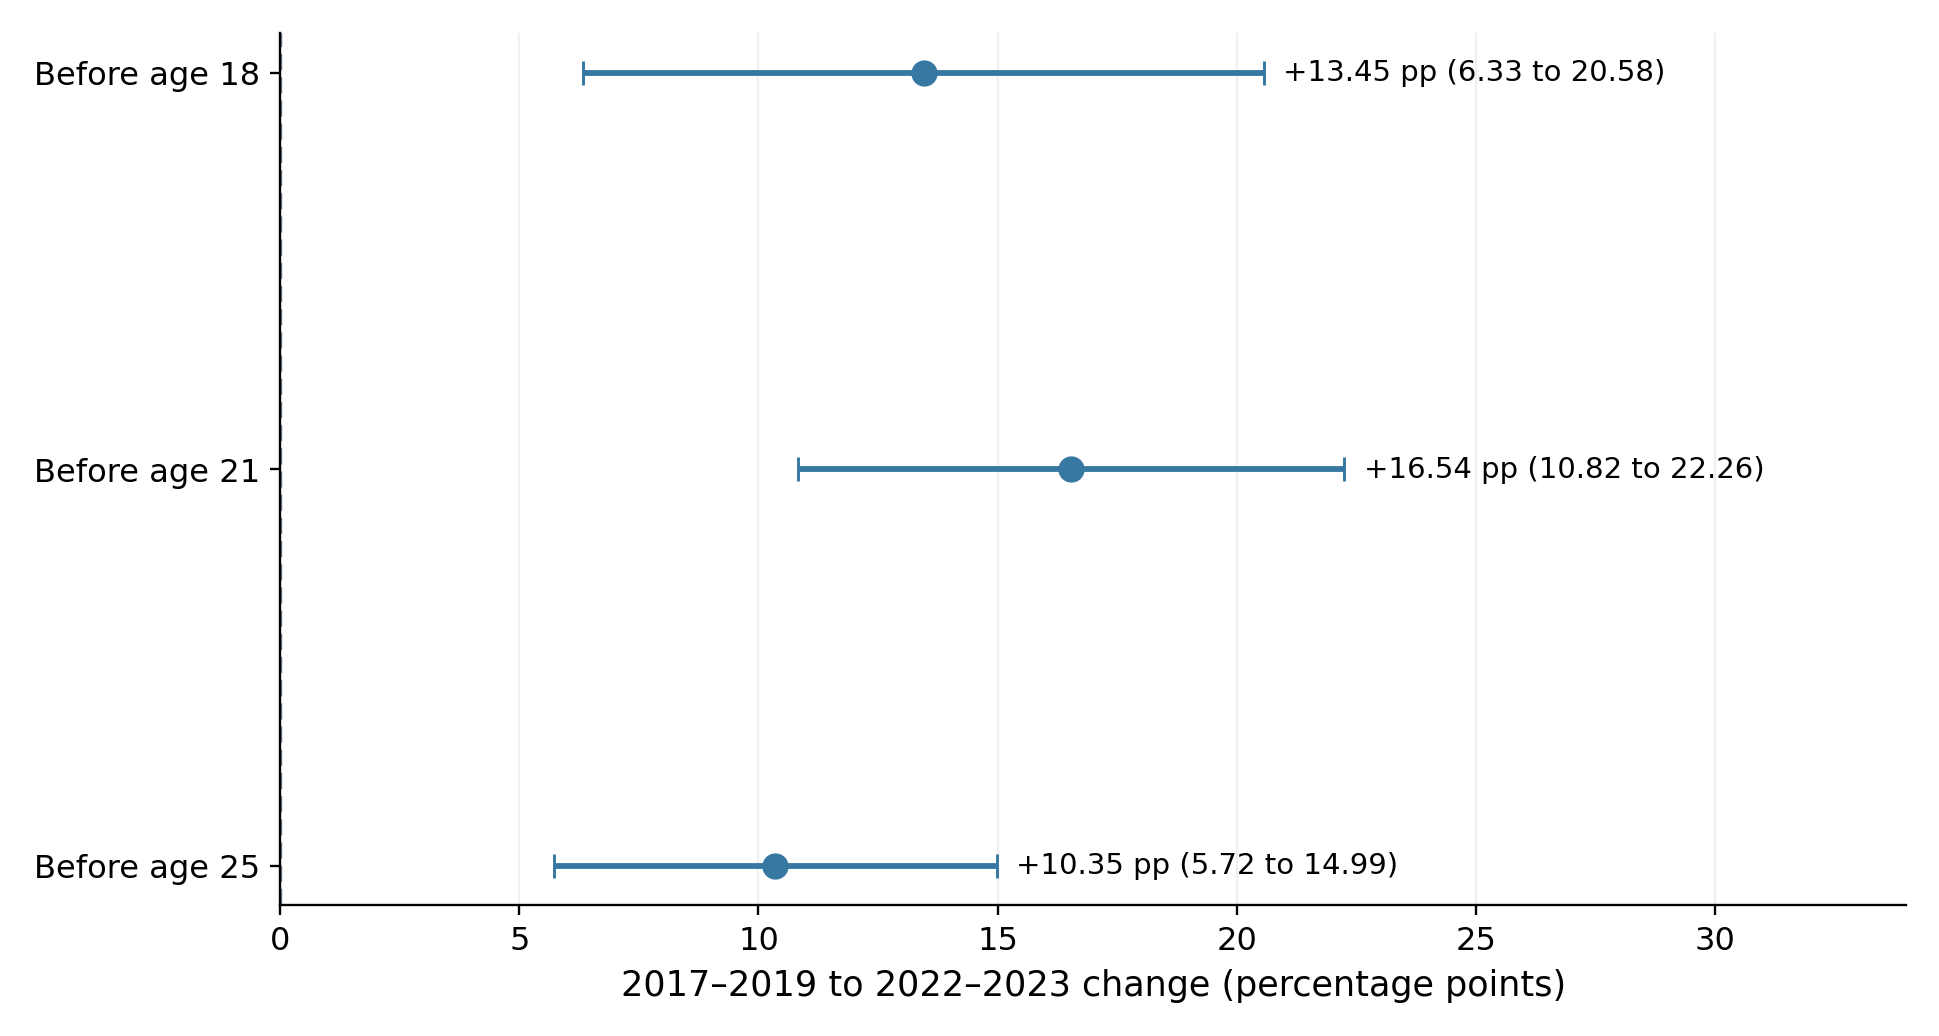 Before age 18
+13.45 pp (6.33 to 20.58)
Before age 21
+16.54 pp (10.82 to 22.26)
Before age 25
+10.35 pp (5.72 to 14.99)
0 5 10 15 20 25 30
2017–2019 to 2022–2023 change (percentage points)